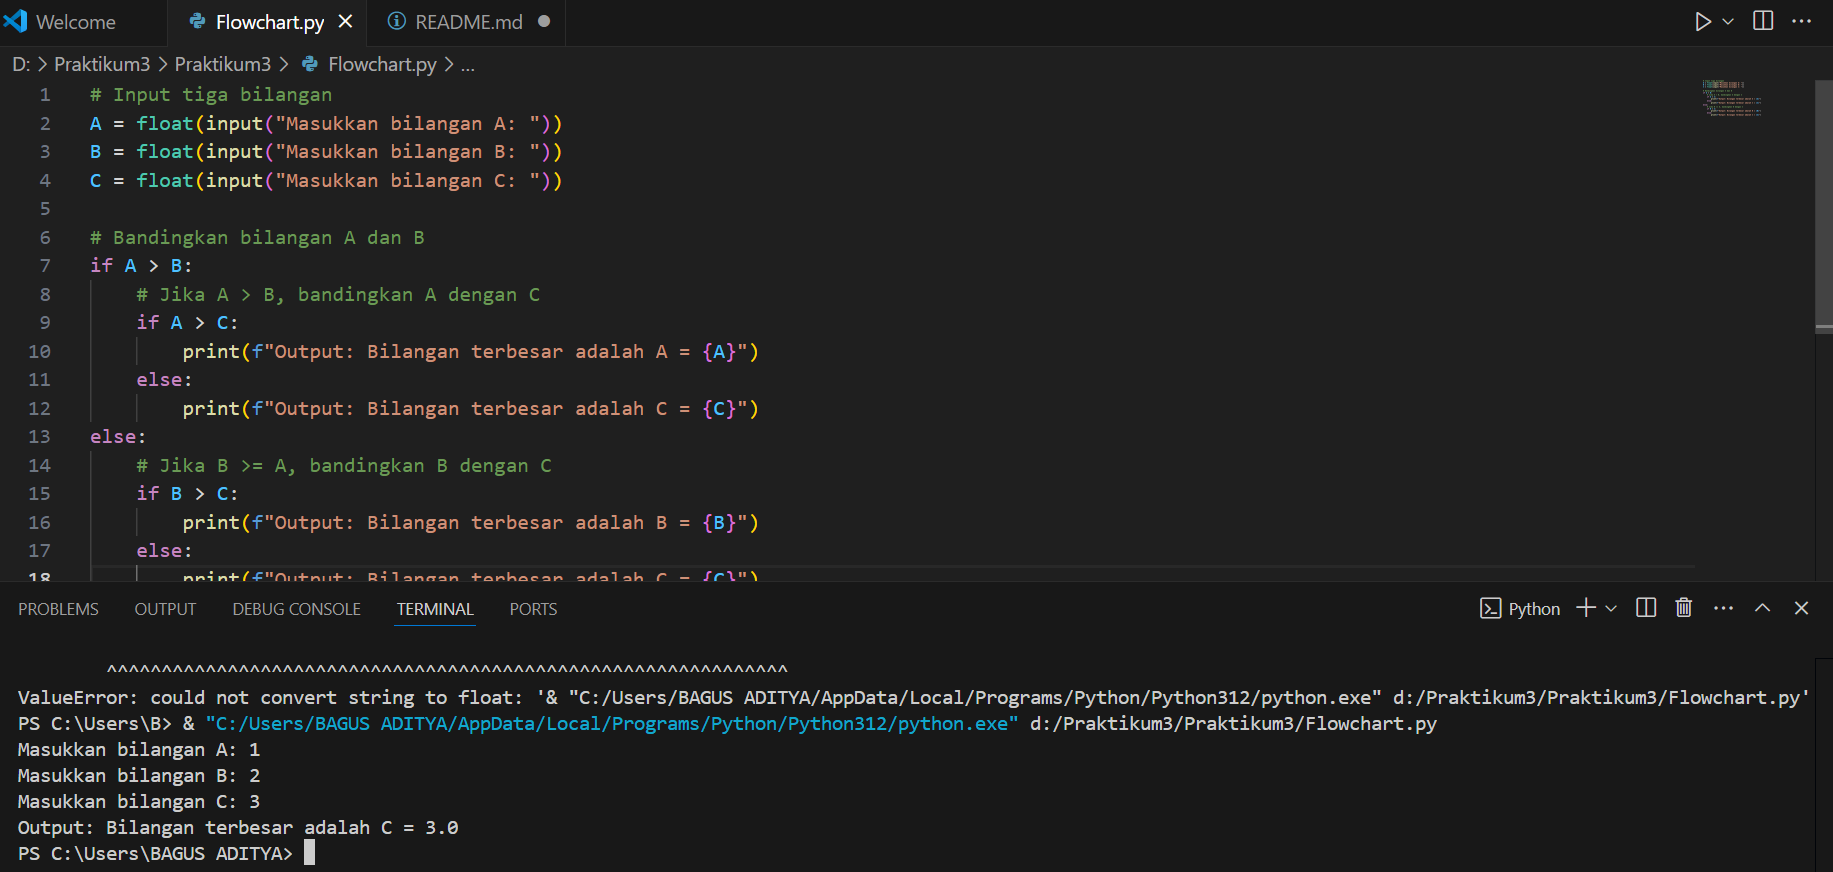 Welcome
Flowchart.py
README.md
D: > Praktikum3 > Praktikum3 > Flowchart.py > ...
1 # Input tiga bilangan
2 A = float(input("Masukkan bilangan A: "))
3 B = float(input("Masukkan bilangan B: "))
4 C = float(input("Masukkan bilangan C: "))
5
6 # Bandingkan bilangan A dan B
7 if A > B:
8 # Jika A > B, bandingkan A dengan C
9 if A > C:
10 print(f"Output: Bilangan terbesar adalah A = {A}")
11 else:
12 print(f"Output: Bilangan terbesar adalah C = {C}")
13 else:
14 # Jika B >= A, bandingkan B dengan C
15 if B > C:
16 print(f"Output: Bilangan terbesar adalah B = {B}")
17 else:
18 print(f"Output: Bilangan terbesar adalah C = {C}")
PROBLEMS OUTPUT DEBUG CONSOLE TERMINAL PORTS
Python
^^^^^^^^^^^^^^^^^^^^^^^^^^^^^^^^^^^^^^^^^^^^^^^^^^^^^^^^^^^^^^
ValueError: could not convert string to float: '& "C:/Users/BAGUS ADITYA/AppData/Local/Programs/Python/Python312/python.exe" d:/Praktikum3/Praktikum3/Flowchart.py'
PS C:\Users\B> & "C:/Users/BAGUS ADITYA/AppData/Local/Programs/Python/Python312/python.exe" d:/Praktikum3/Praktikum3/Flowchart.py
Masukkan bilangan A: 1
Masukkan bilangan B: 2
Masukkan bilangan C: 3
Output: Bilangan terbesar adalah C = 3.0
PS C:\Users\BAGUS ADITYA>